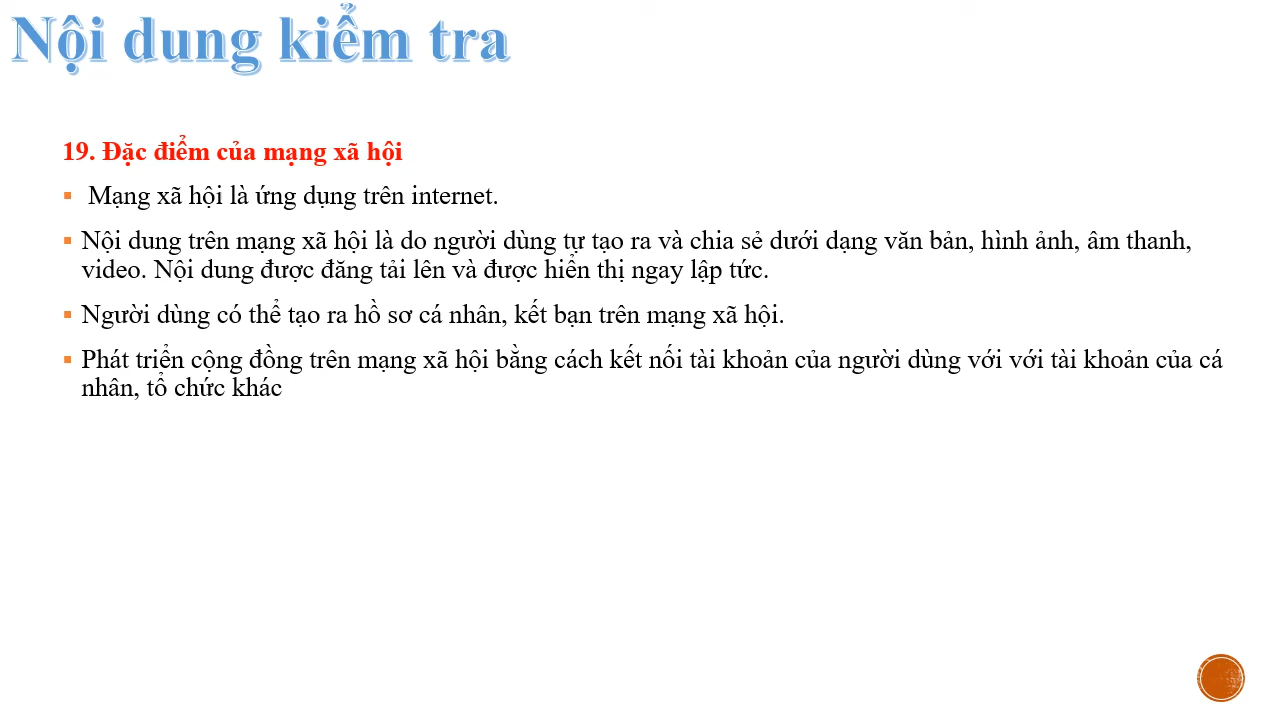 Nội dung kiểm tra
19. Đặc điểm của mạng xã hội
▪ Mạng xã hội là ứng dụng trên internet.
▪ Nội dung trên mạng xã hội là do người dùng tự tạo ra và chia sẻ dưới dạng văn bản, hình ảnh, âm thanh,
video. Nội dung được đăng tải lên và được hiển thị ngay lập tức.
▪ Người dùng có thể tạo ra hồ sơ cá nhân, kết bạn trên mạng xã hội.
▪ Phát triển cộng đồng trên mạng xã hội bằng cách kết nối tài khoản của người dùng với với tài khoản của cá
nhân, tổ chức khác